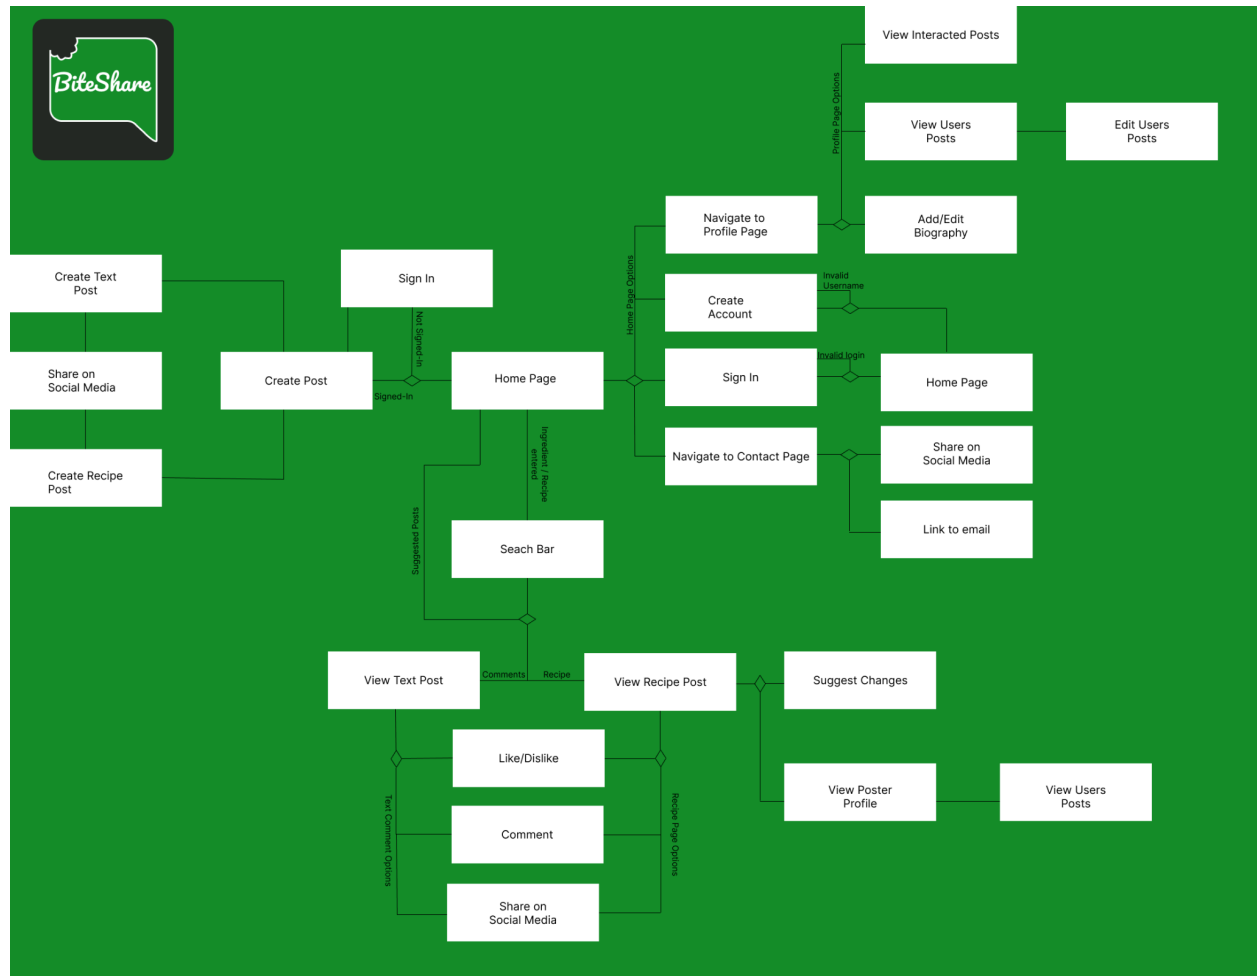 BiteShare
View Interacted Posts
Profile Page Options
View Users
Posts
Edit Users
Posts
Navigate to
Profile Page
Add/Edit
Biography
Create Text
Post
Sign In
Not Signed-In
Home Page Options
Create
Account
Invalid
Username
Share on
Social Media
Create Post
Signed-In
Home Page
Sign In
Invalid login
Home Page
Create Recipe
Post
Ingredient / Recipe
entered
Navigate to Contact Page
Share on
Social Media
Link to email
Suggested Posts
Seach Bar
View Text Post
Comments
Recipe
View Recipe Post
Suggest Changes
Like/Dislike
Text Comment Options
Recipe Page Options
View Poster
Profile
View Users
Posts
Comment
Share on
Social Media